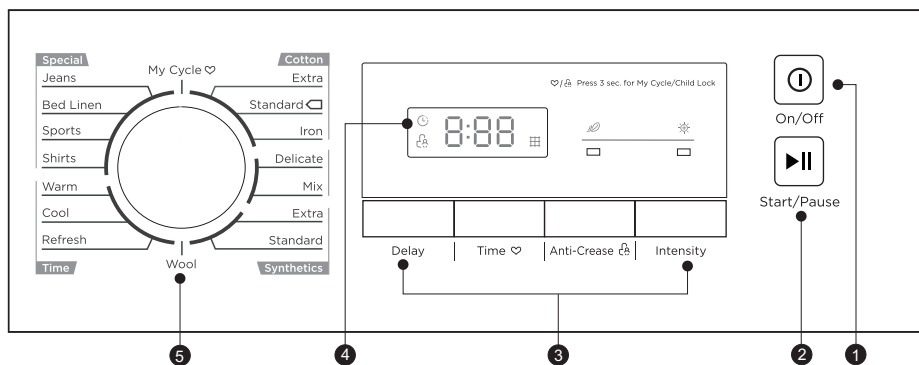 Special
Cotton
My Cycle ♡
Jeans
Extra
Bed Linen
Standard
Sports
Iron
Shirts
Delicate
Warm
Mix
Cool
Extra
Refresh
Standard
Time
Wool
Synthetics
♡/ Press 3 sec. for My Cycle/Child Lock
8:88
Delay
Time ♡
Anti-Crease
Intensity
On/Off
Start/Pause
5
4
3
2
1